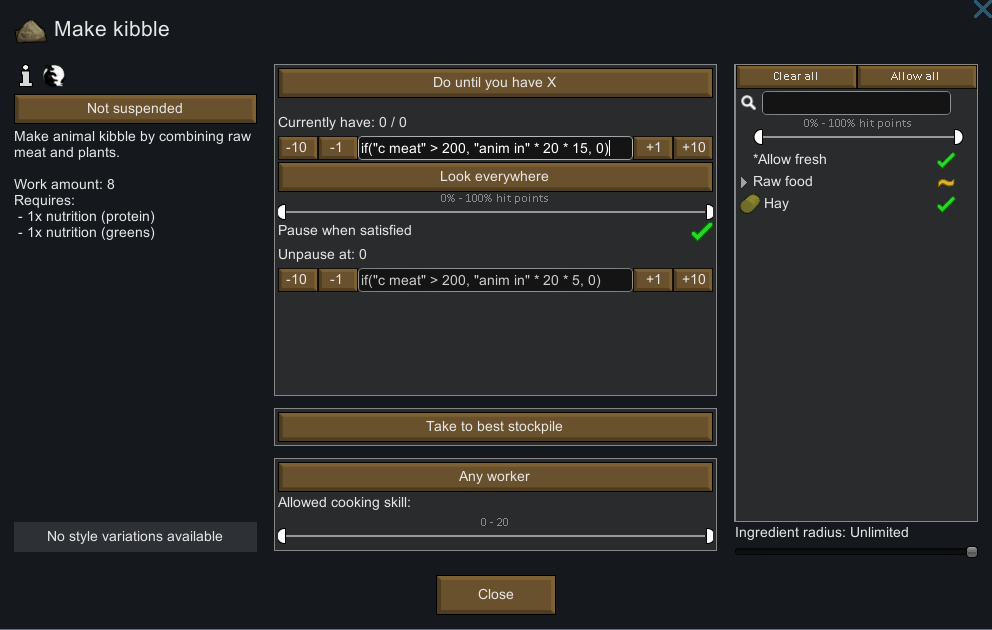 Make kibble
Not suspended
Make animal kibble by combining raw
meat and plants.
Work amount: 8
Requires:
- 1x nutrition (protein)
- 1x nutrition (greens)
No style variations available
Do until you have X
Currently have: 0 / 0
-10 -1 if("c meat" > 200, "anim in" * 20 * 15, 0) +1 +10
Look everywhere
0% - 100% hit points
Pause when satisfied
Unpause at: 0
-10 -1 if("c meat" > 200, "anim in" * 20 * 5, 0) +1 +10
Take to best stockpile
Any worker
Allowed cooking skill:
0 - 20
Close
Clear all Allow all
0% - 100% hit points
*Allow fresh
Raw food
Hay
Ingredient radius: Unlimited